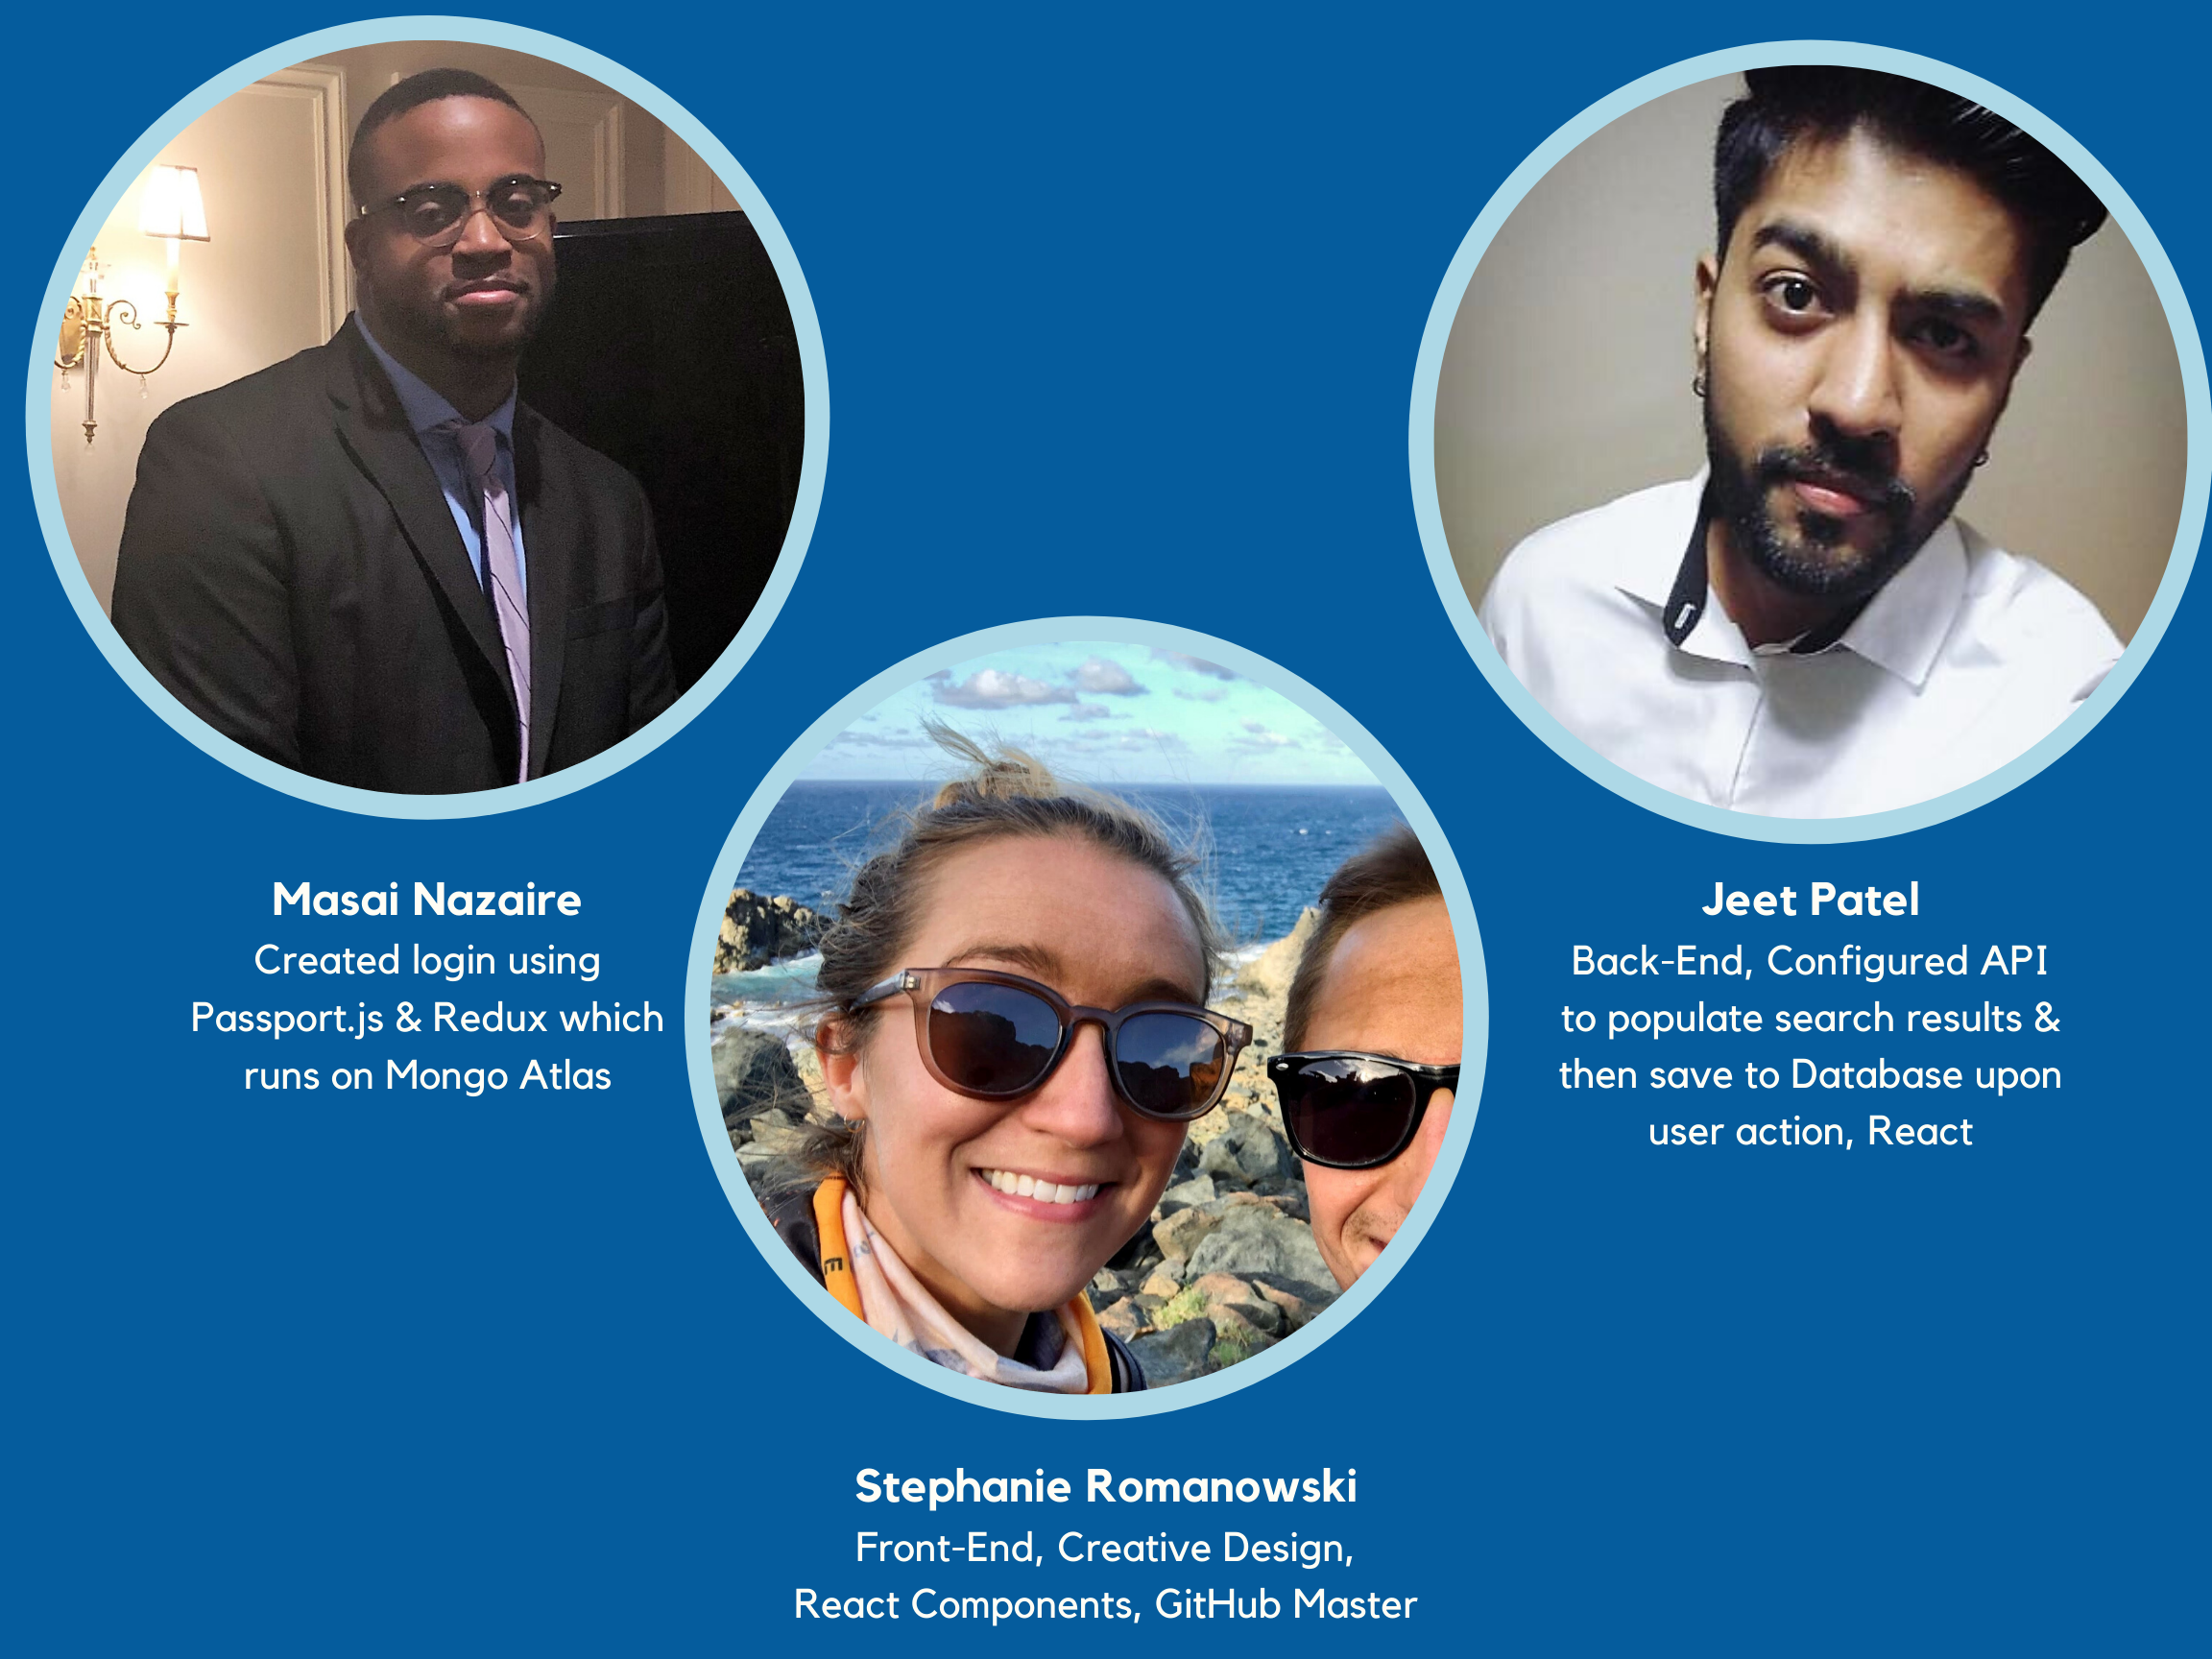 Masai Nazaire
Created login using
Passport.js & Redux which
runs on Mongo Atlas
Jeet Patel
Back-End, Configured API
to populate search results &
then save to Database upon
user action, React
Stephanie Romanowski
Front-End, Creative Design,
React Components, GitHub Master